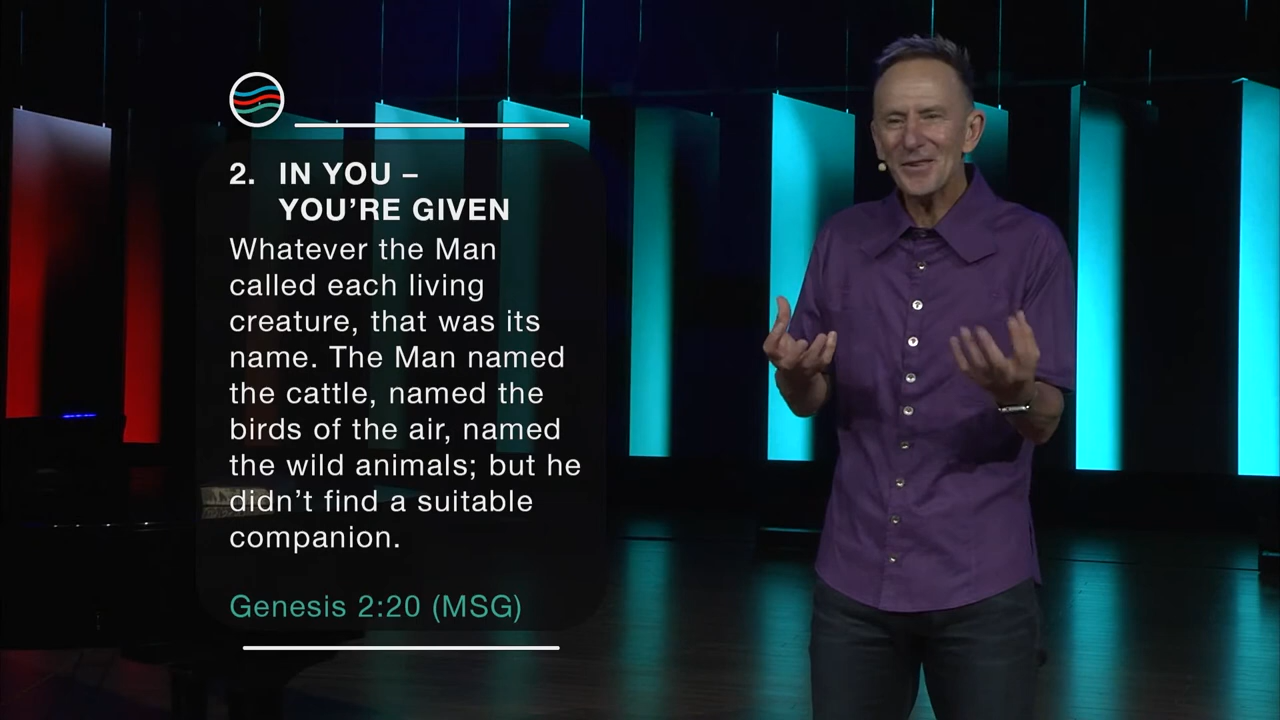 2. IN YOU –
YOU’RE GIVEN
Whatever the Man
called each living
creature, that was its
name. The Man named
the cattle, named the
birds of the air, named
the wild animals; but he
didn’t find a suitable
companion.
Genesis 2:20 (MSG)